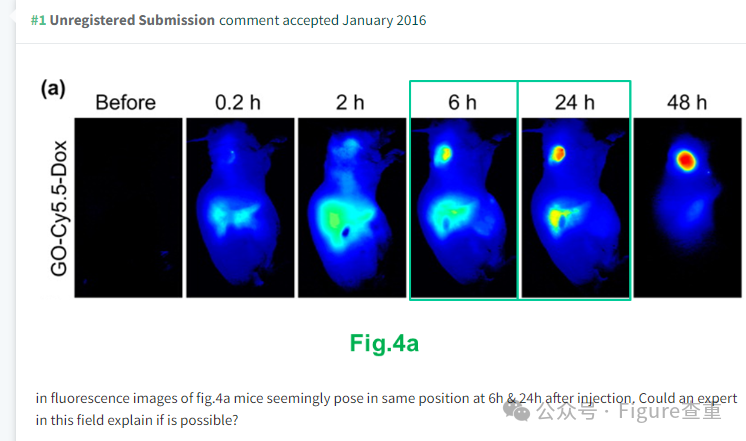 #1 Unregistered Submission comment accepted January 2016
(a)
Before 0.2 h 2 h 6 h 24 h 48 h
GO-Cy5.5-Dox
Fig.4a
in fluorescence images of fig.4a mice seemingly pose in same position at 6h & 24h after injection, Could an expert
in this field explain if is possible?
公众号 · Figure查重